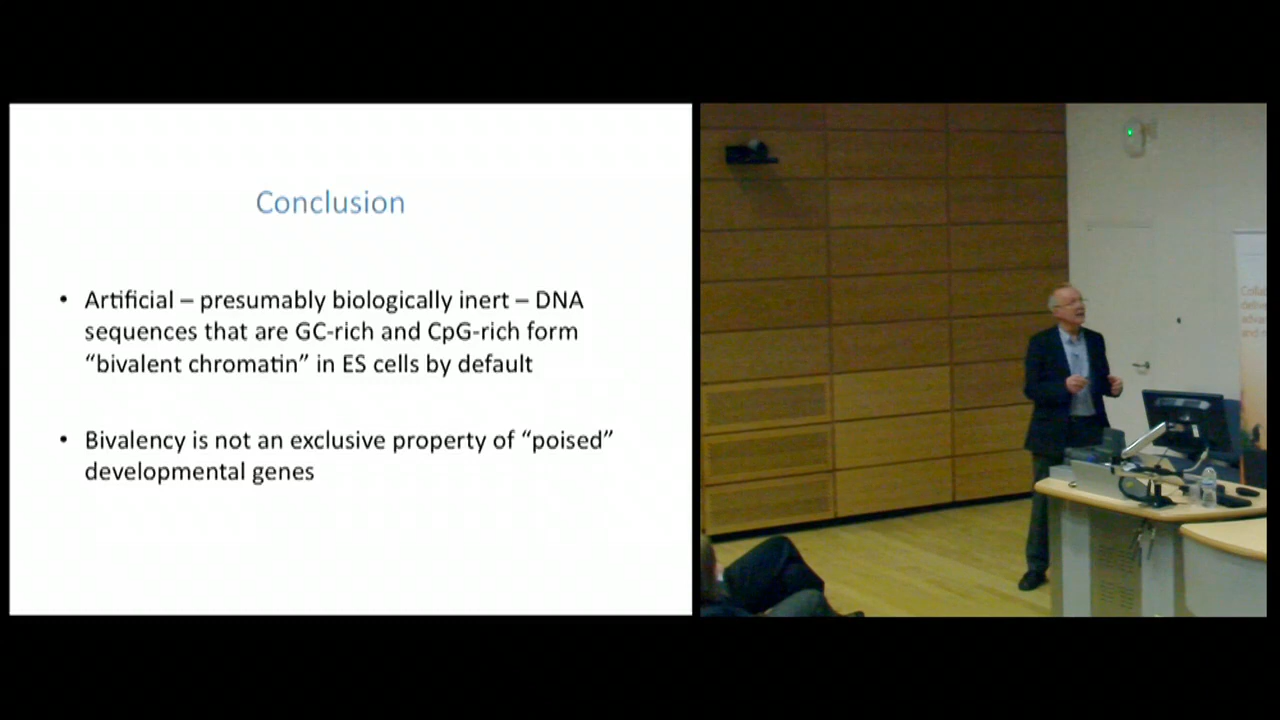 Conclusion
• Artificial – presumably biologically inert – DNA
sequences that are GC-rich and CpG-rich form
“bivalent chromatin” in ES cells by default
• Bivalency is not an exclusive property of “poised”
developmental genes